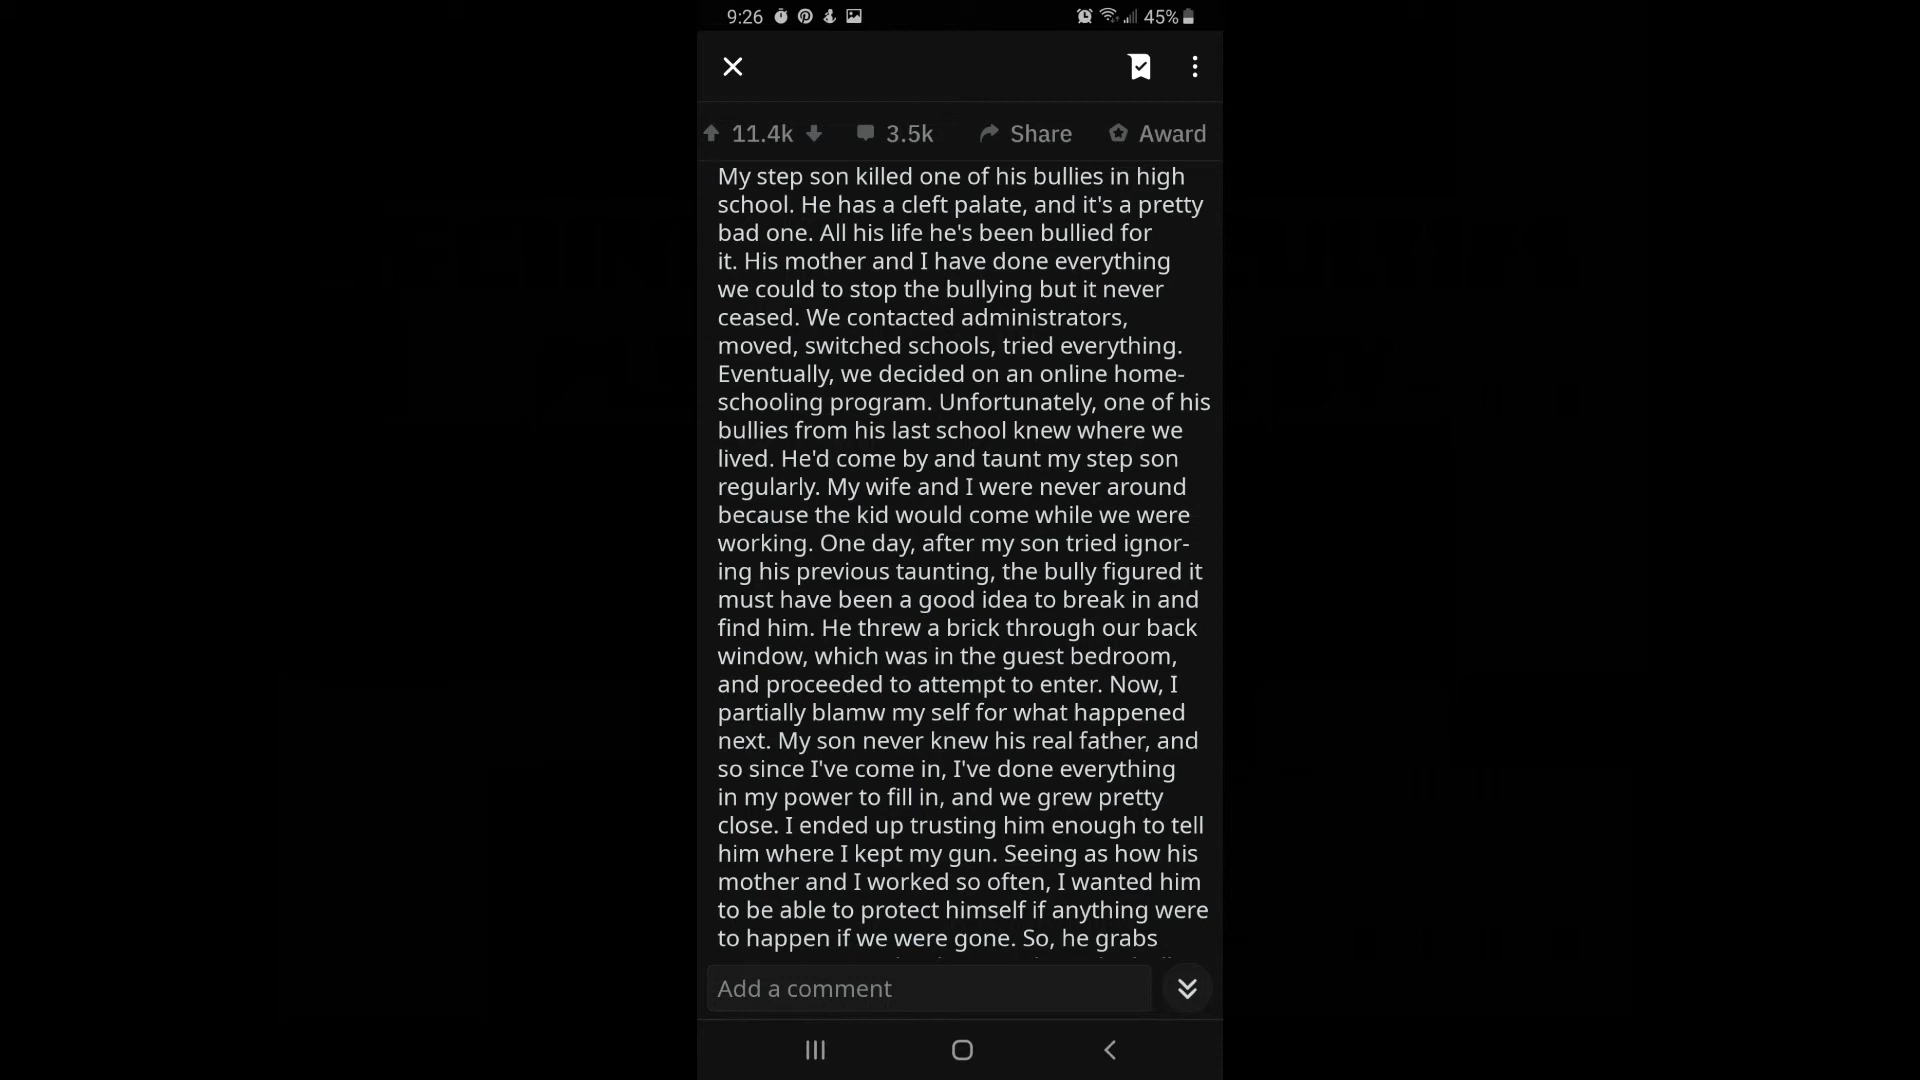 9:26
45%
11.4k
3.5k
Share
Award
My step son killed one of his bullies in high
school. He has a cleft palate, and it's a pretty
bad one. All his life he's been bullied for
it. His mother and I have done everything
we could to stop the bullying but it never
ceased. We contacted administrators,
moved, switched schools, tried everything.
Eventually, we decided on an online home-
schooling program. Unfortunately, one of his
bullies from his last school knew where we
lived. He'd come by and taunt my step son
regularly. My wife and I were never around
because the kid would come while we were
working. One day, after my son tried ignor-
ing his previous taunting, the bully figured it
must have been a good idea to break in and
find him. He threw a brick through our back
window, which was in the guest bedroom,
and proceeded to attempt to enter. Now, I
partially blamw my self for what happened
next. My son never knew his real father, and
so since I've come in, I've done everything
in my power to fill in, and we grew pretty
close. I ended up trusting him enough to tell
him where I kept my gun. Seeing as how his
mother and I worked so often, I wanted him
to be able to protect himself if anything were
to happen if we were gone. So, he grabs
Add a comment